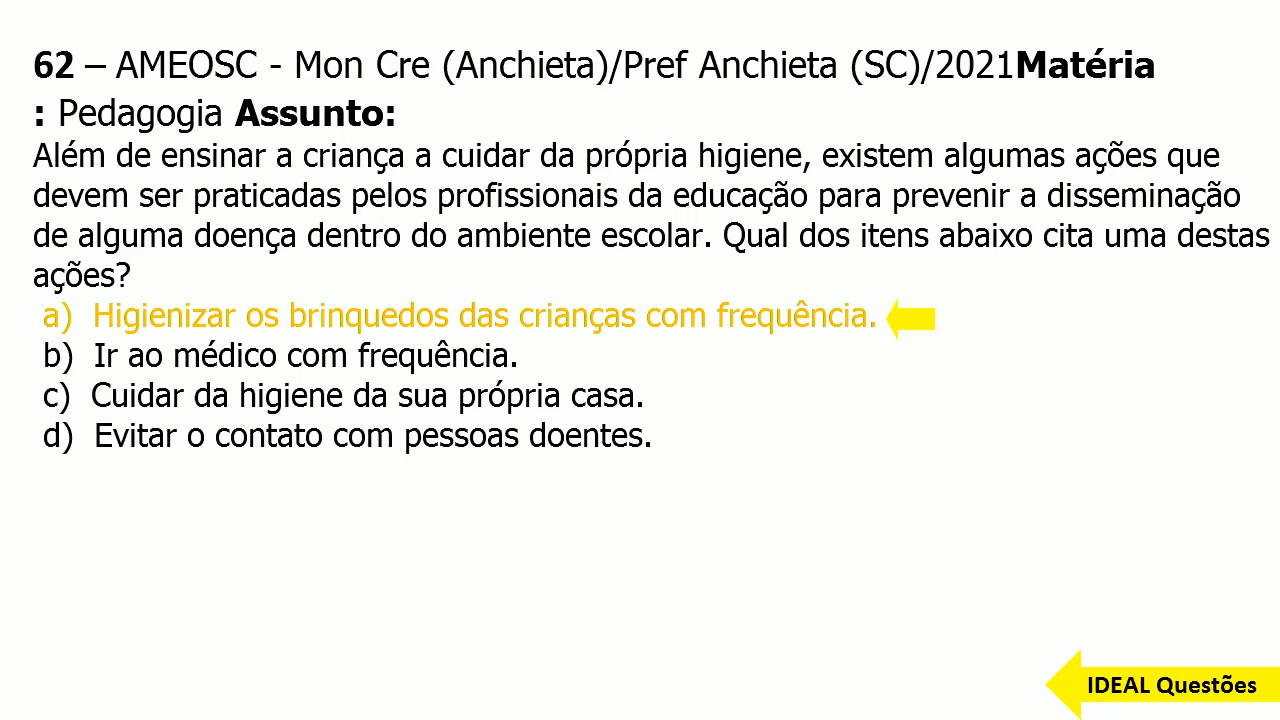 62 – AMEOSC - Mon Cre (Anchieta)/Pref Anchieta (SC)/2021Matéria
: Pedagogia Assunto:
Além de ensinar a criança a cuidar da própria higiene, existem algumas ações que
devem ser praticadas pelos profissionais da educação para prevenir a disseminação
de alguma doença dentro do ambiente escolar. Qual dos itens abaixo cita uma destas
ações?
a) Higienizar os brinquedos das crianças com frequência.
b) Ir ao médico com frequência.
c) Cuidar da higiene da sua própria casa.
d) Evitar o contato com pessoas doentes.
IDEAL Questões